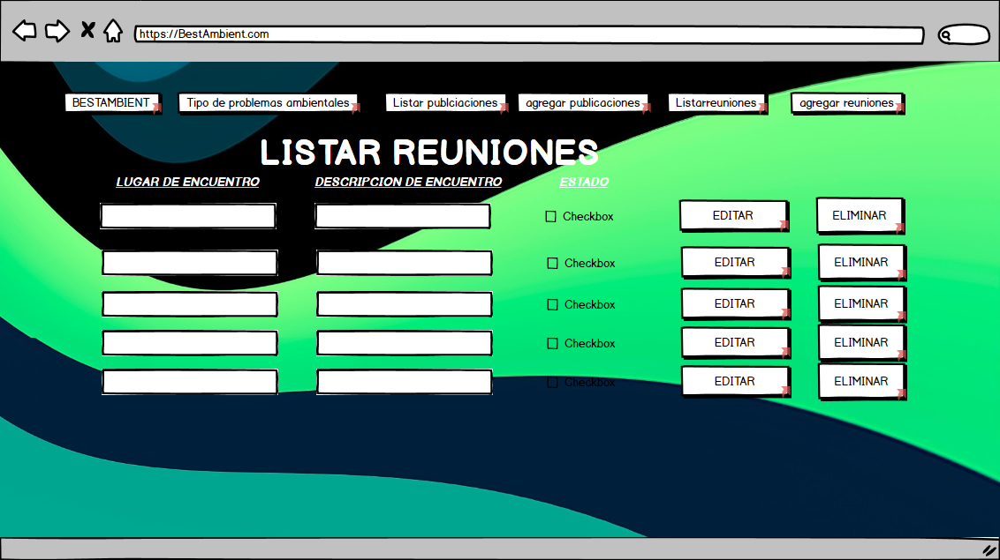 https://BestAmbient.com
BESTAMBIENT Tipo de problemas ambientales Listar publciaciones agregar publicaciones Listarreuniones agregar reuniones
LISTAR REUNIONES
LUGAR DE ENCUENTRO DESCRIPCION DE ENCUENTRO ESTADO
Checkbox EDITAR ELIMINAR
Checkbox EDITAR ELIMINAR
Checkbox EDITAR ELIMINAR
Checkbox EDITAR ELIMINAR
Checkbox EDITAR ELIMINAR